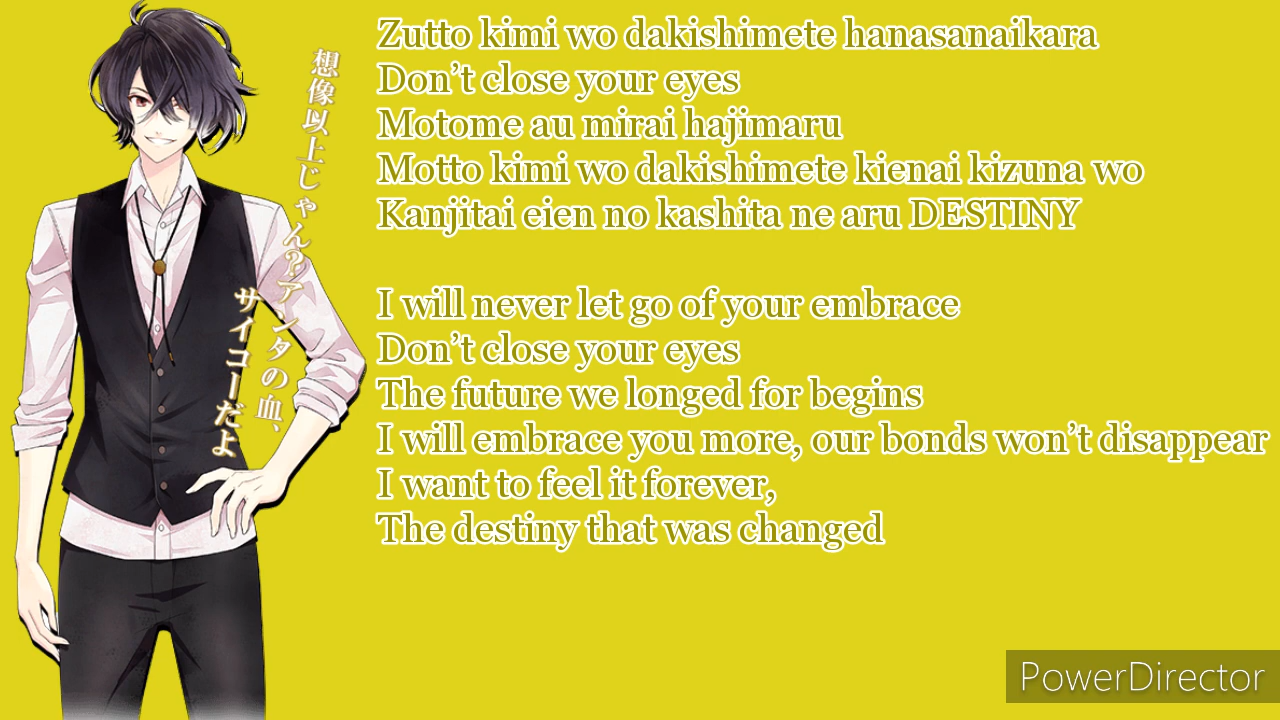 想像以上じゃん？アンタの血、
サイコーだよ
Zutto kimi wo dakishimete hanasanaikara
Don’t close your eyes
Motome au mirai hajimaru
Motto kimi wo dakishimete kienai kizuna wo
Kanjitai eien no kashita ne aru DESTINY
I will never let go of your embrace
Don’t close your eyes
The future we longed for begins
I will embrace you more, our bonds won’t disappear
I want to feel it forever,
The destiny that was changed
PowerDirector